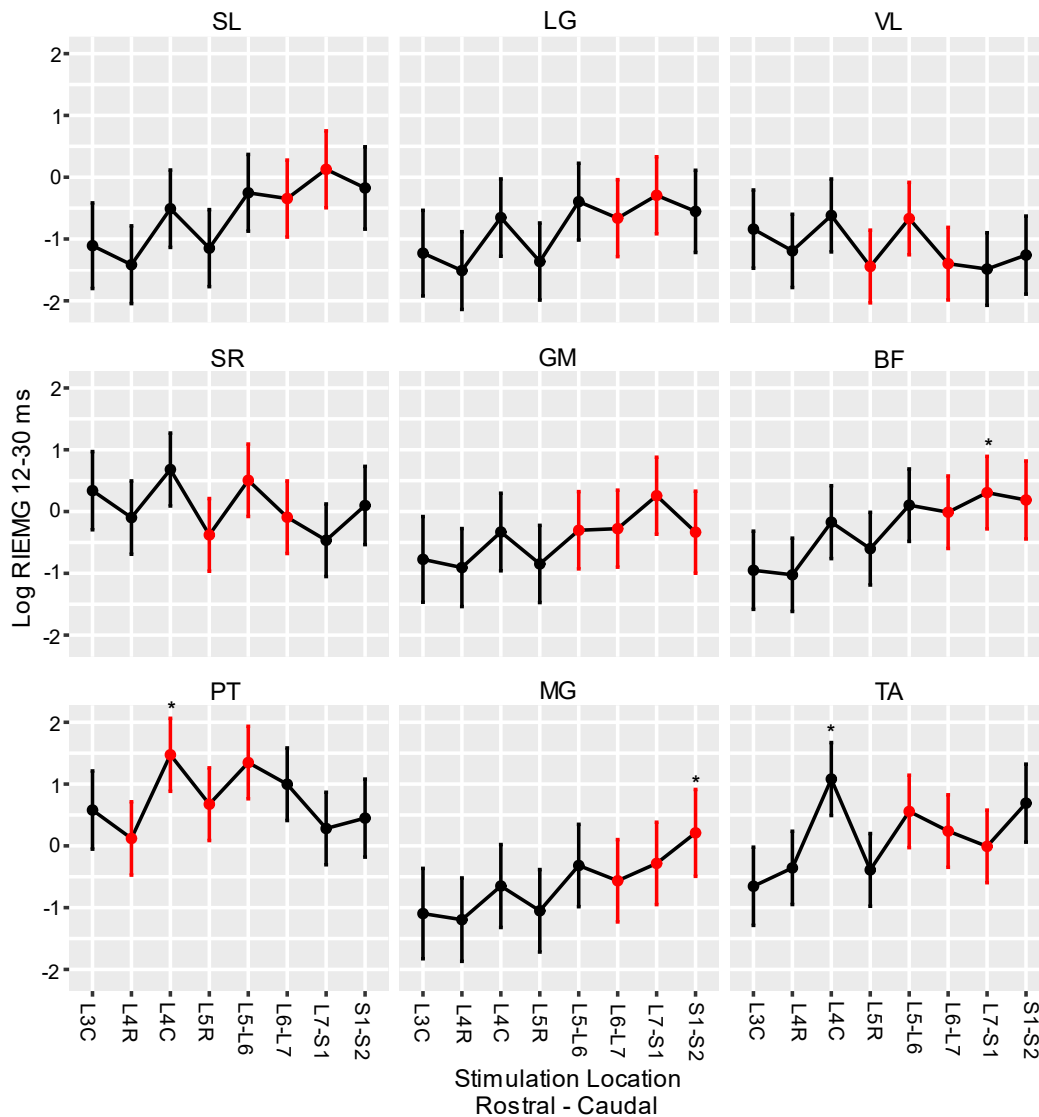 SL LG VL
2
1
0
-1
-2
SR GM BF
2
1
0
-1
-2
*
Log RIEMG 12-30 ms
PT MG TA
2
1
0
-1
-2
* * *
L3C L4R L4C L5R L5-L6 L6-L7 L7-S1 S1-S2 L3C L4R L4C L5R L5-L6 L6-L7 L7-S1 S1-S2 L3C L4R L4C L5R L5-L6 L6-L7 L7-S1 S1-S2
Stimulation Location
Rostral - Caudal